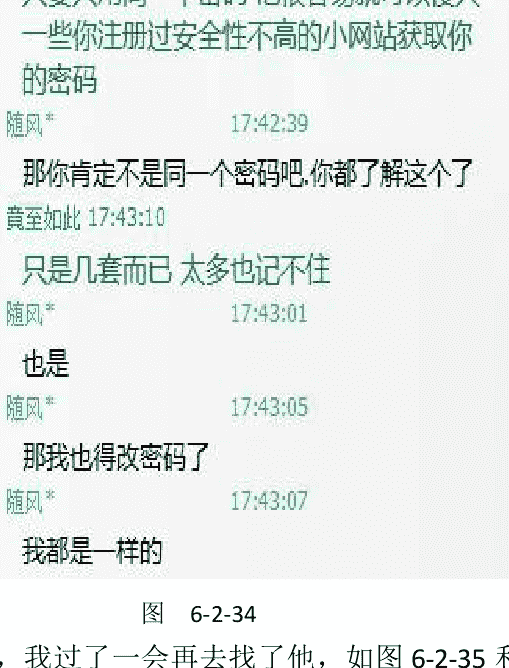 一些你注册过安全性不高的小网站获取你
的密码
随风* 17:42:39
那你肯定不是同一个密码吧.你都了解这个了
竟至如此 17:43:10
只是几套而已 太多也记不住
随风* 17:43:01
也是
随风* 17:43:05
那我也得改密码了
随风* 17:43:07
我都是一样的
图 6-2-34
，我过了一会再去找了他，如图 6-2-35 和